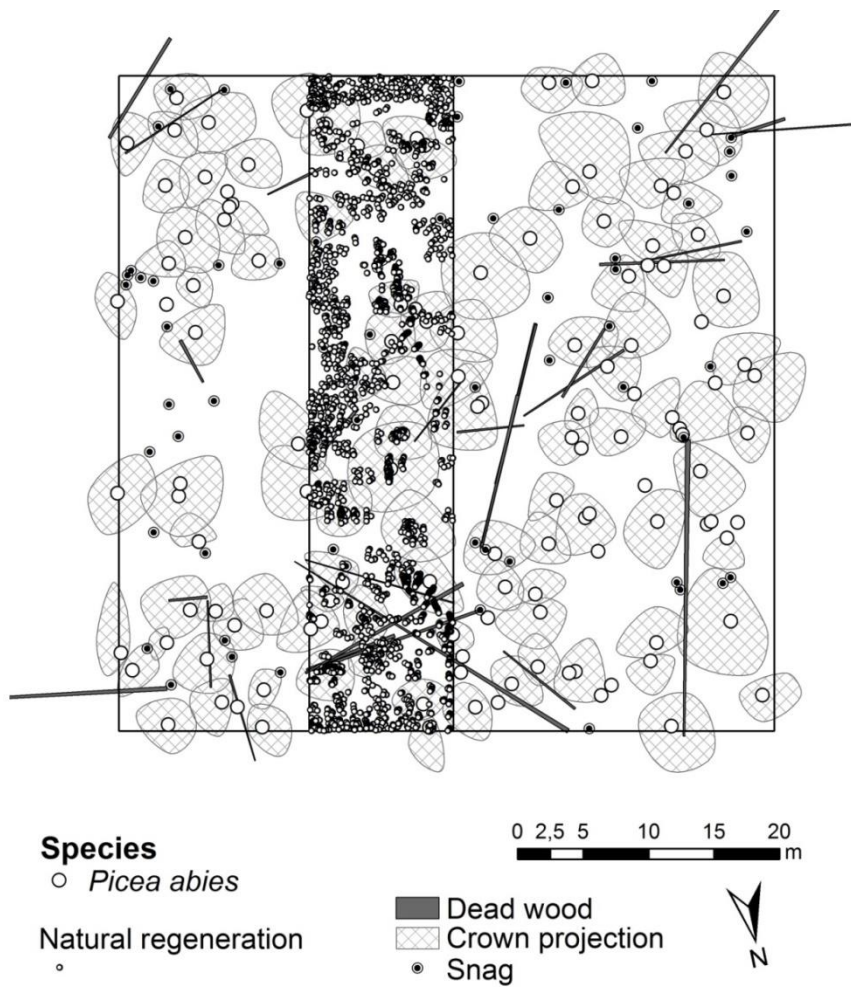 Species
Picea abies
Natural regeneration
0 2,5 5 10 15 20
m
Dead wood
Crown projection
Snag
N